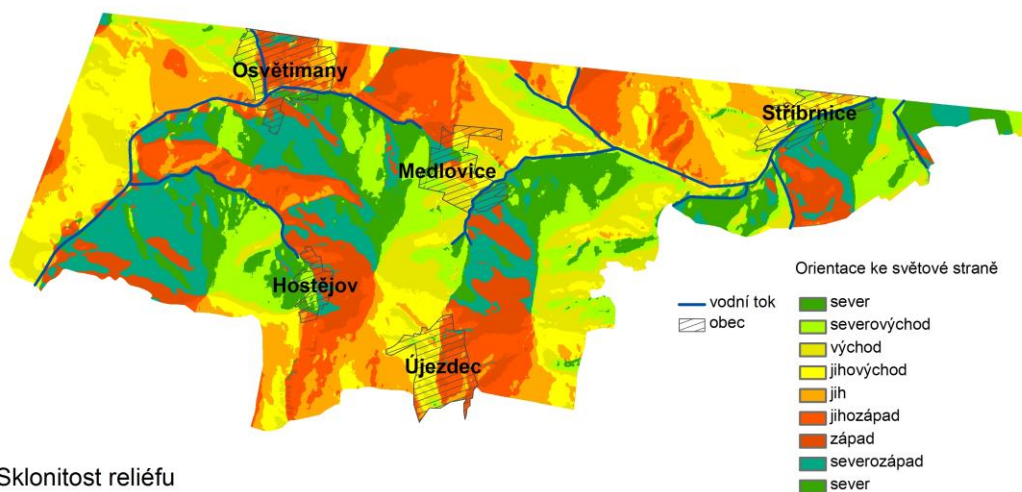 Osvětimany
Stříbrnice
Medlovice
Hostějov
Újezdec
Orientace ke světové straně
vodní tok
obec
sever
severovýchod
východ
jihovýchod
jih
jihozápad
západ
severozápad
sever
Sklonitost reliéfu